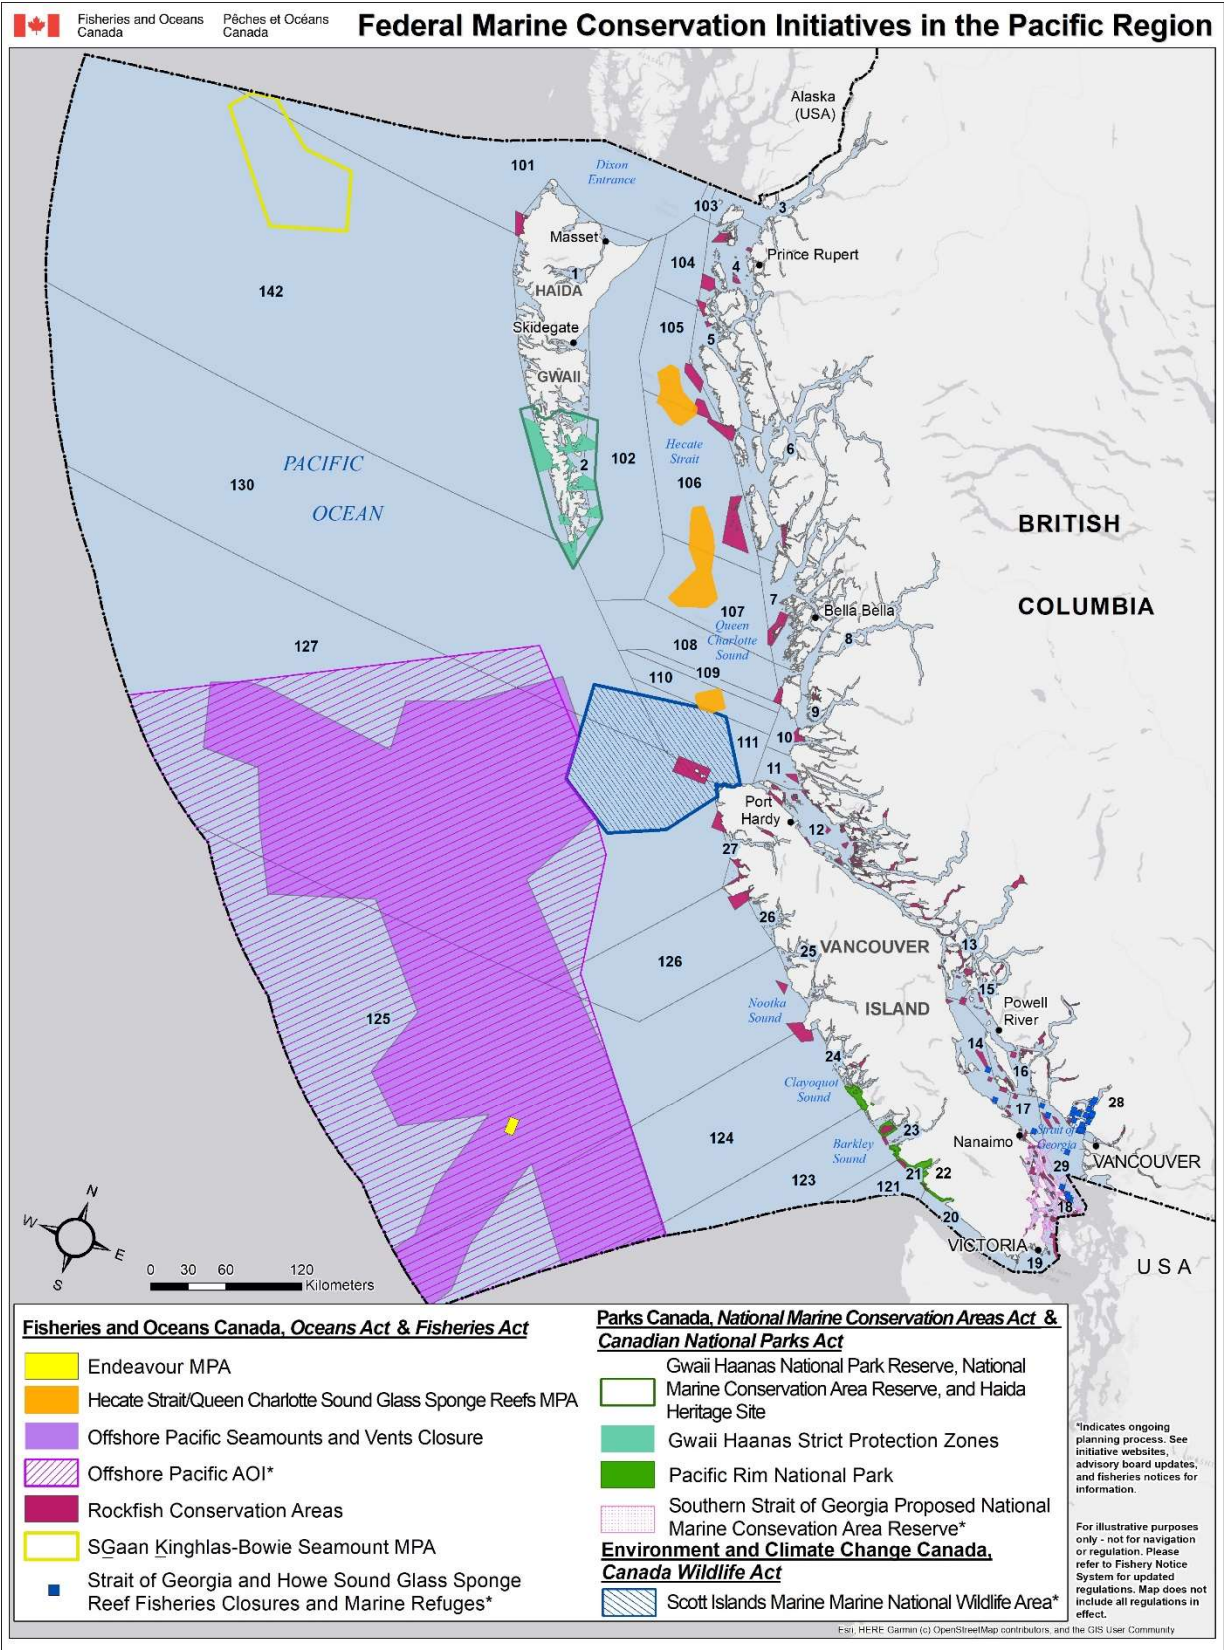 Fisheries and Oceans Canada
Pêches et Océans Canada
Federal Marine Conservation Initiatives in the Pacific Region
Alaska
(USA)
101
Dixon
Entrance
103
3
Masset
Prince Rupert
104
4
1
HAIDA
142
105
Skidegate
5
GWAII
PACIFIC
Hecate
Strait
6
2
102
130
106
OCEAN
BRITISH
COLUMBIA
7
107
Bella Bella
Queen
Charlotte
Sound
8
127
108
110
109
9
111
10
11
Port
Hardy
12
27
26
VANCOUVER
13
25
126
15
Nootka
Sound
ISLAND
Powell
River
125
14
24
16
Clayoquot
Sound
28
17
23
Strait of
Georgia
124
Barkley
Sound
Nanaimo
VANCOUVER
29
123
21
22
121
18
20
VICTORIA
19
USA
N
W
E
S
0 30 60 120
Kilometers
Fisheries and Oceans Canada, Oceans Act & Fisheries Act
Endeavour MPA
Hecate Strait/Queen Charlotte Sound Glass Sponge Reefs MPA
Offshore Pacific Seamounts and Vents Closure
Offshore Pacific AOI*
Rockfish Conservation Areas
SGaan Kinghlas-Bowie Seamount MPA
Strait of Georgia and Howe Sound Glass Sponge
Reef Fisheries Closures and Marine Refuges*
Parks Canada, National Marine Conservation Areas Act &
Canadian National Parks Act
Gwaii Haanas National Park Reserve, National
Marine Conservation Area Reserve, and Haida
Heritage Site
Gwaii Haanas Strict Protection Zones
Pacific Rim National Park
Southern Strait of Georgia Proposed National
Marine Consevation Area Reserve*
Environment and Climate Change Canada,
Canada Wildlife Act
Scott Islands Marine Marine National Wildlife Area*
*Indicates ongoing
planning process. See
initiative websites,
advisory board updates,
and fisheries notices for
information.
For illustrative purposes
only - not for navigation
or regulation. Please
refer to Fishery Notice
System for updated
regulations. Map does not
include all regulations in
effect.
Esri, HERE Garmin (c) OpenStreetMap contributors, and the GIS User Community